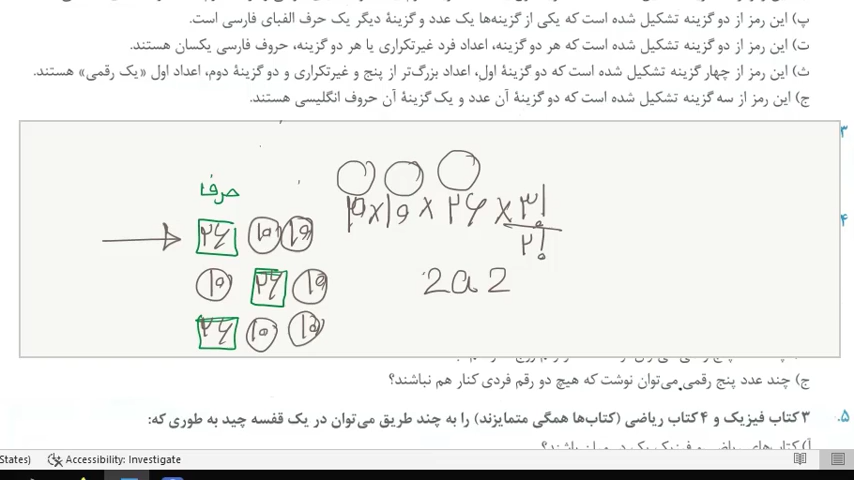 پ) این رمز از دو گزینه تشکیل شده است که یکی از گزینه‌ها یک عدد و گزینهٔ دیگر یک حرف الفبای فارسی است.
ت) این رمز از دو گزینه تشکیل شده است که هر دو گزینه، اعداد فرد غیرتکراری یا هر دو گزینه، حروف فارسی یکسان هستند.
ث) این رمز از چهار گزینه تشکیل شده است که دو گزینهٔ اول، اعداد بزرگ‌تر از پنج و غیرتکراری و دو گزینهٔ دوم، اعداد اول «یک رقمی» هستند.
ج) این رمز از سه گزینه تشکیل شده است که دو گزینهٔ آن عدد و یک گزینهٔ آن حروف انگلیسی هستند.
۳
حرف
۱۰ × ۱۰ × ۲۶ × ۳! / ۲!
۲۶ ۱۰ ۱۰
۴
2a2
۱۰ ۲۶ ۱۰
۲۶ ۱۰ ۱۰
ج) چند عدد پنج رقمی می‌توان نوشت که هیچ دو رقم فردی کنار هم نباشند؟
۵. ۳ کتاب فیزیک و ۴ کتاب ریاضی (کتاب‌ها همگی متمایزند) را به چند طریق می‌توان در یک قفسه چید به طوری که:
States)
Accessibility: Investigate